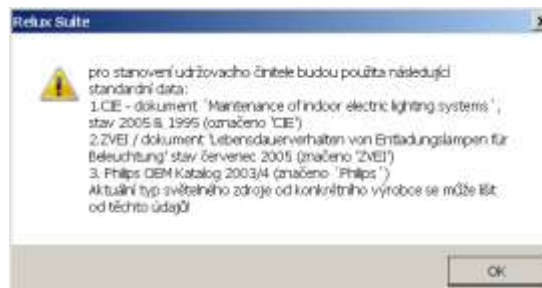 Relux Suite
pro stanovení udržovacího činitele budou použita následující
standardní data:
1.CIE - dokument `Maintenance of indoor electric lighting systems´,
stav 2005 & 1995 (označeno 'CIE')
2.ZVEI / dokument 'Lebensdauerverhalten von Entladungslampen für
Beleuchtung' stav červenec 2005 (značeno 'ZVEI')
3. Philips OEM Katalog 2003/4 (značeno `Philips´)
Aktuální typ světelného zdroje od konkrétního výrobce se může lišit
od těchto údajů!
OK